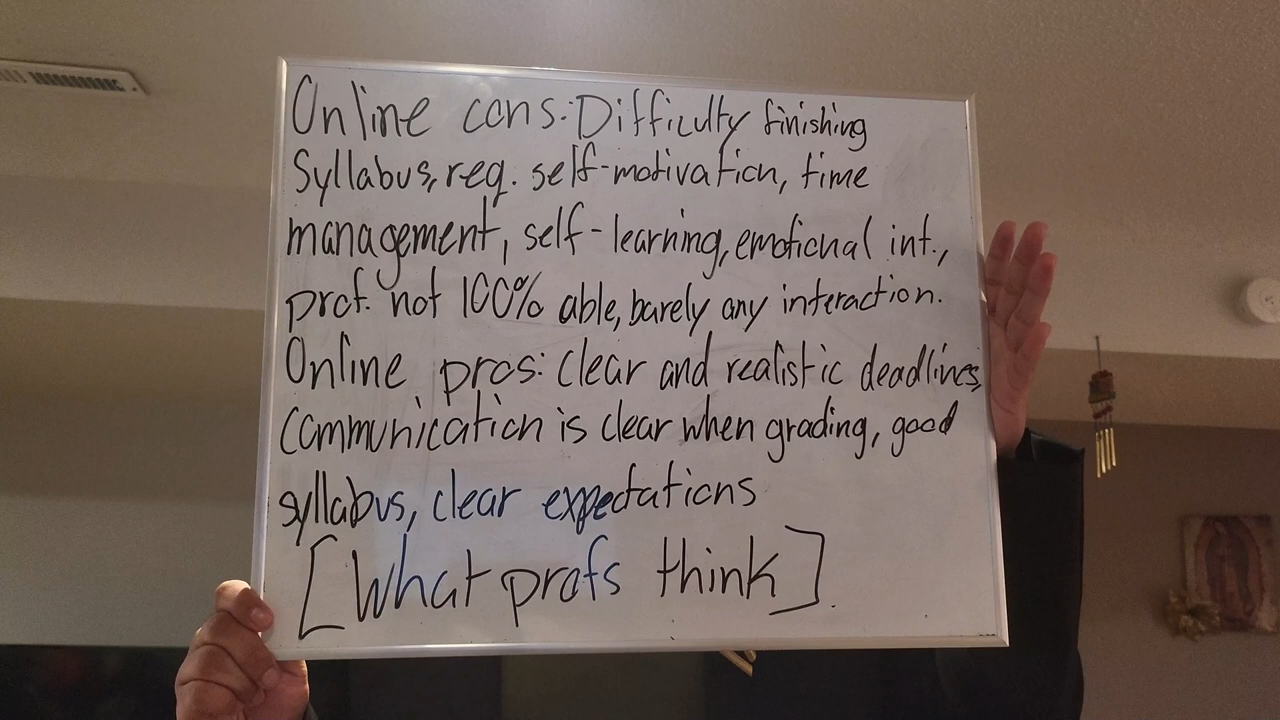 Online cons: Difficulty finishing
Syllabus, req. self-motivation, time
management, self-learning, emotional int.,
prof. not 100% able, barely any interaction.
Online pros: clear and realistic deadlines,
communication is clear when grading, good
syllabus, clear expectations
[What profs think].